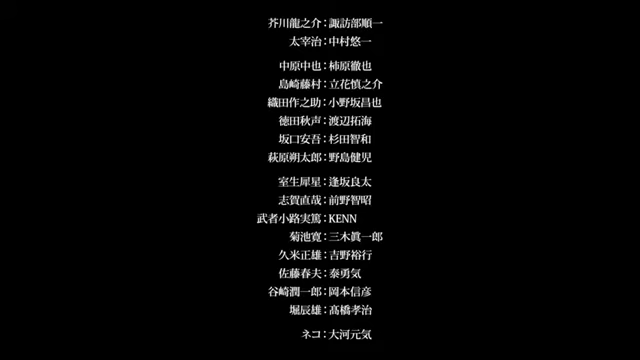 芥川龍之介：諏訪部順一
太宰治：中村悠一
中原中也：柿原徹也
島崎藤村：立花慎之介
織田作之助：小野坂昌也
徳田秋声：渡辺拓海
坂口安吾：杉田智和
萩原朔太郎：野島健児
室生犀星：逢坂良太
志賀直哉：前野智昭
武者小路実篤：KENN
菊池寛：三木眞一郎
久米正雄：吉野裕行
佐藤春夫：泰勇気
谷崎潤一郎：岡本信彦
堀辰雄：髙橋孝治
ネコ：大河元気